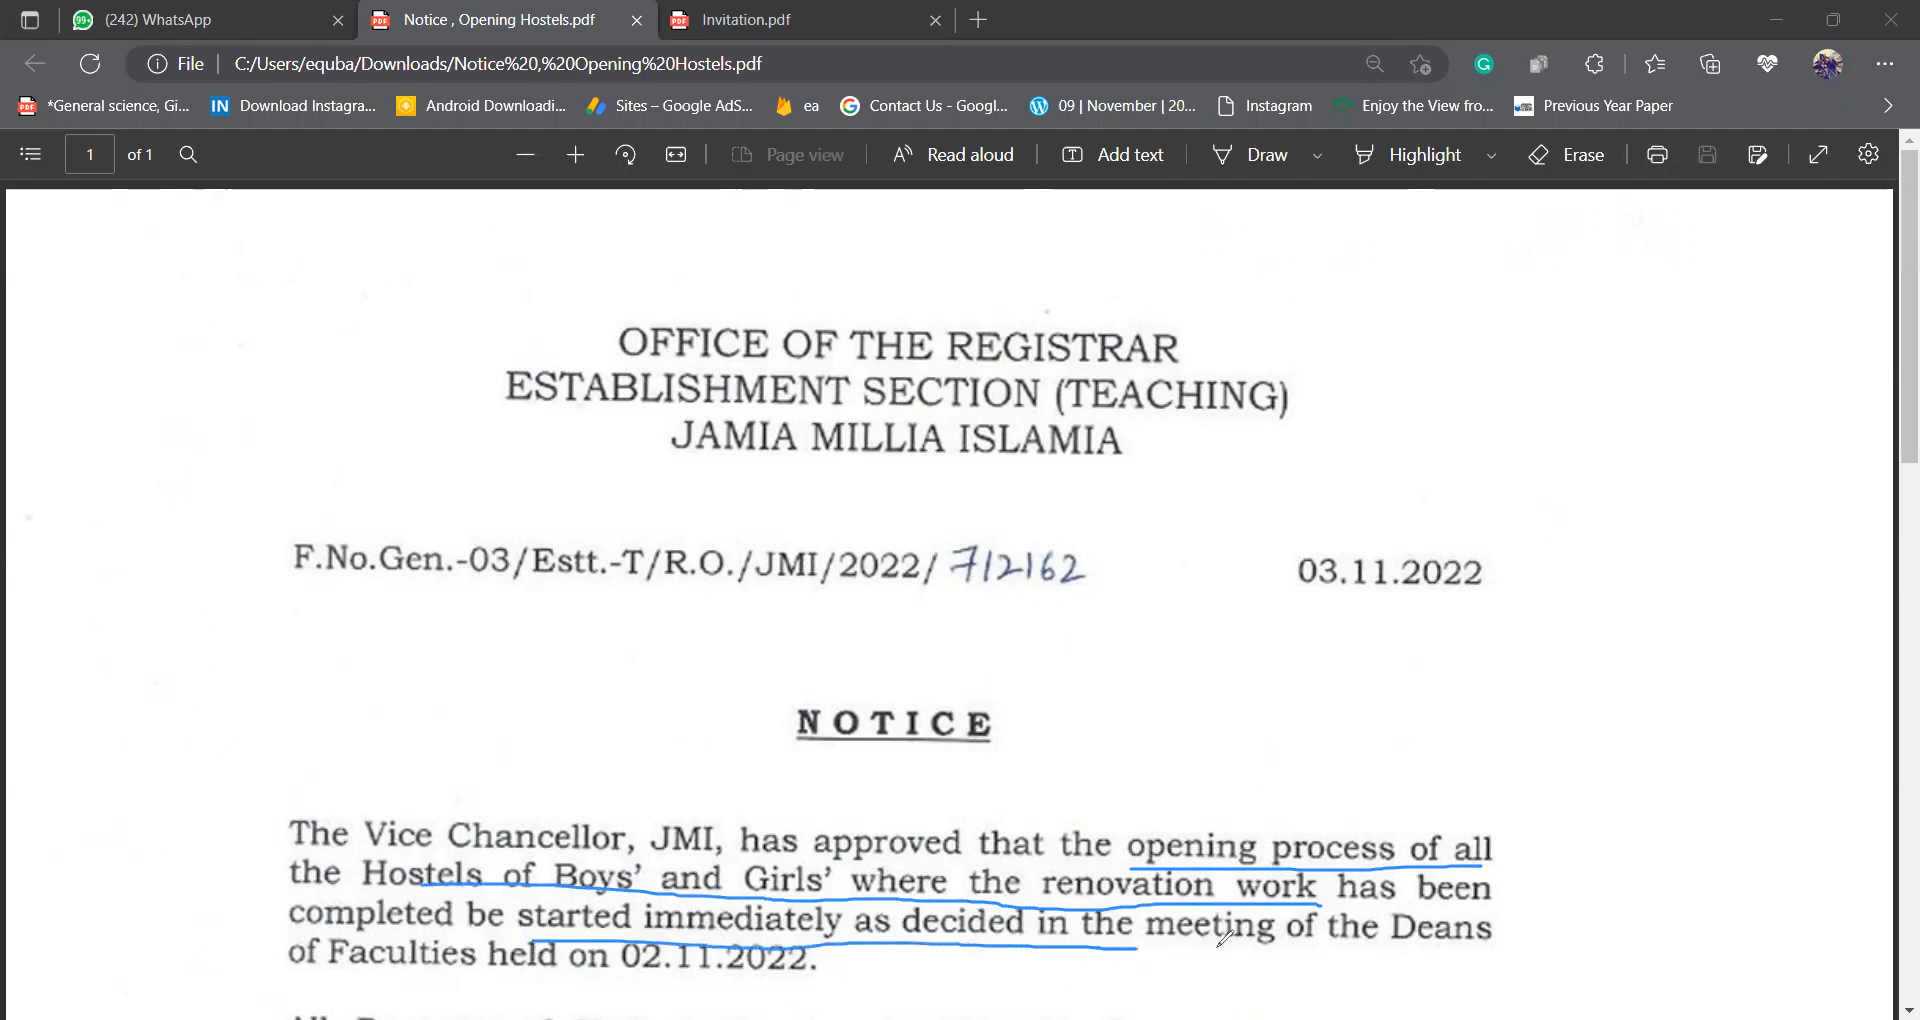 (242) WhatsApp
Notice , Opening Hostels.pdf
Invitation.pdf
File
C:/Users/equba/Downloads/Notice%20,%20Opening%20Hostels.pdf
*General science, Gi...
Download Instagra...
Android Downloadi...
Sites – Google AdS...
ea
Contact Us - Googl...
09 | November | 20...
Instagram
Enjoy the View fro...
Previous Year Paper
1 of 1
Page view
Read aloud
Add text
Draw
Highlight
Erase
OFFICE OF THE REGISTRAR
ESTABLISHMENT SECTION (TEACHING)
JAMIA MILLIA ISLAMIA
F.No.Gen.-03/Estt.-T/R.O./JMI/2022/ 712162 03.11.2022
NOTICE
The Vice Chancellor, JMI, has approved that the opening process of all
the Hostels of Boys' and Girls' where the renovation work has been
completed be started immediately as decided in the meeting of the Deans
of Faculties held on 02.11.2022.